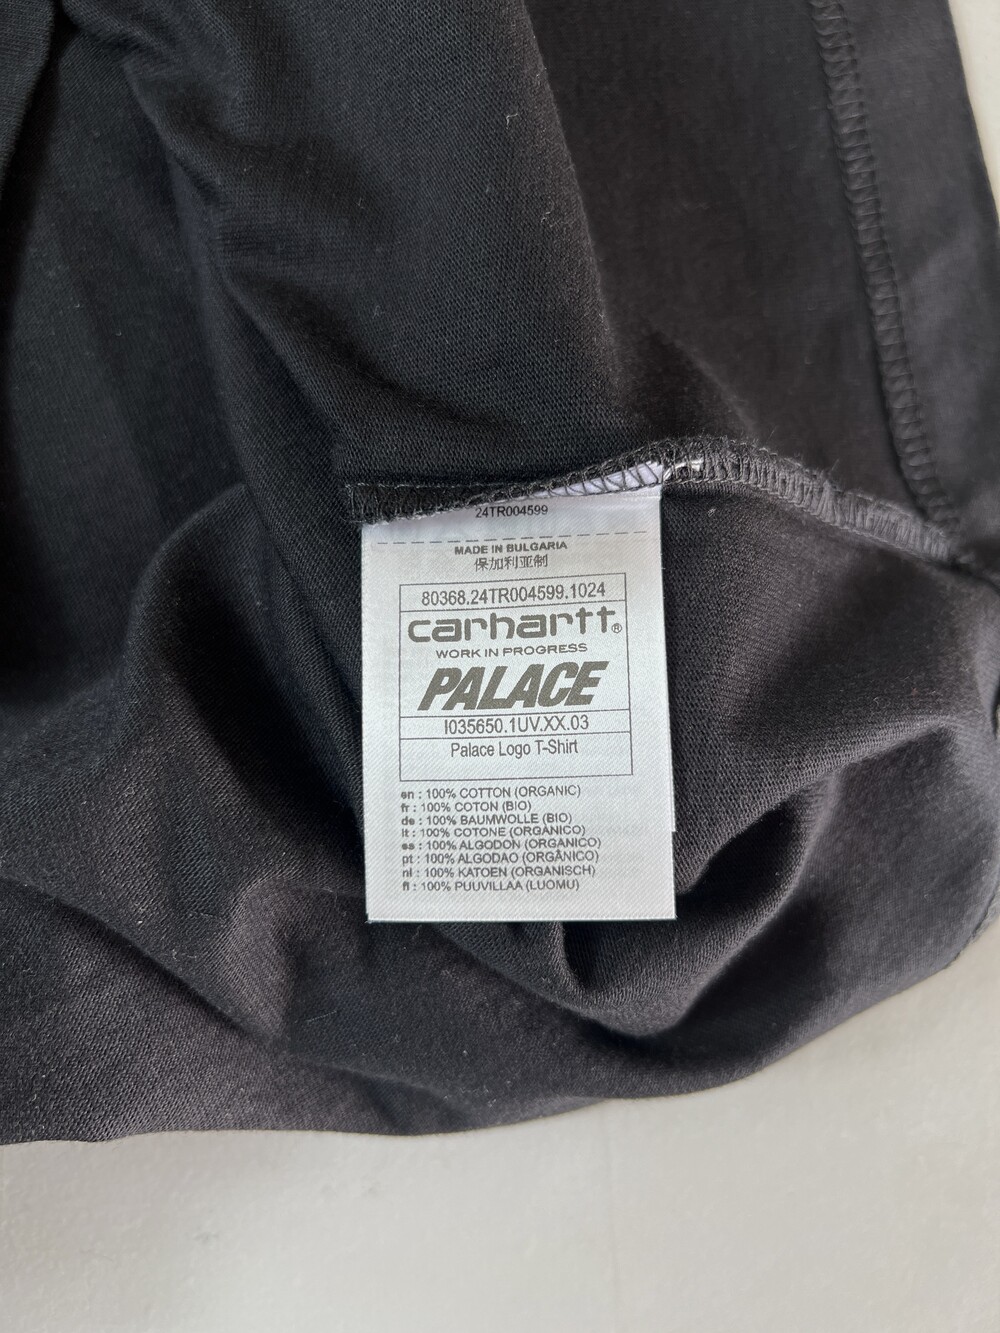 24TR004599
MADE IN BULGARIA
保加利亚制
80368.24TR004599.1024
carhartt®
WORK IN PROGRESS
PALACE
I035650.1UV.XX.03
Palace Logo T-Shirt
en : 100% COTTON (ORGANIC)
fr : 100% COTON (BIO)
de : 100% BAUMWOLLE (BIO)
it : 100% COTONE (ORGANICO)
es : 100% ALGODON (ORGANICO)
pt : 100% ALGODAO (ORGÂNICO)
nl : 100% KATOEN (ORGANISCH)
fi : 100% PUUVILLAA (LUOMU)